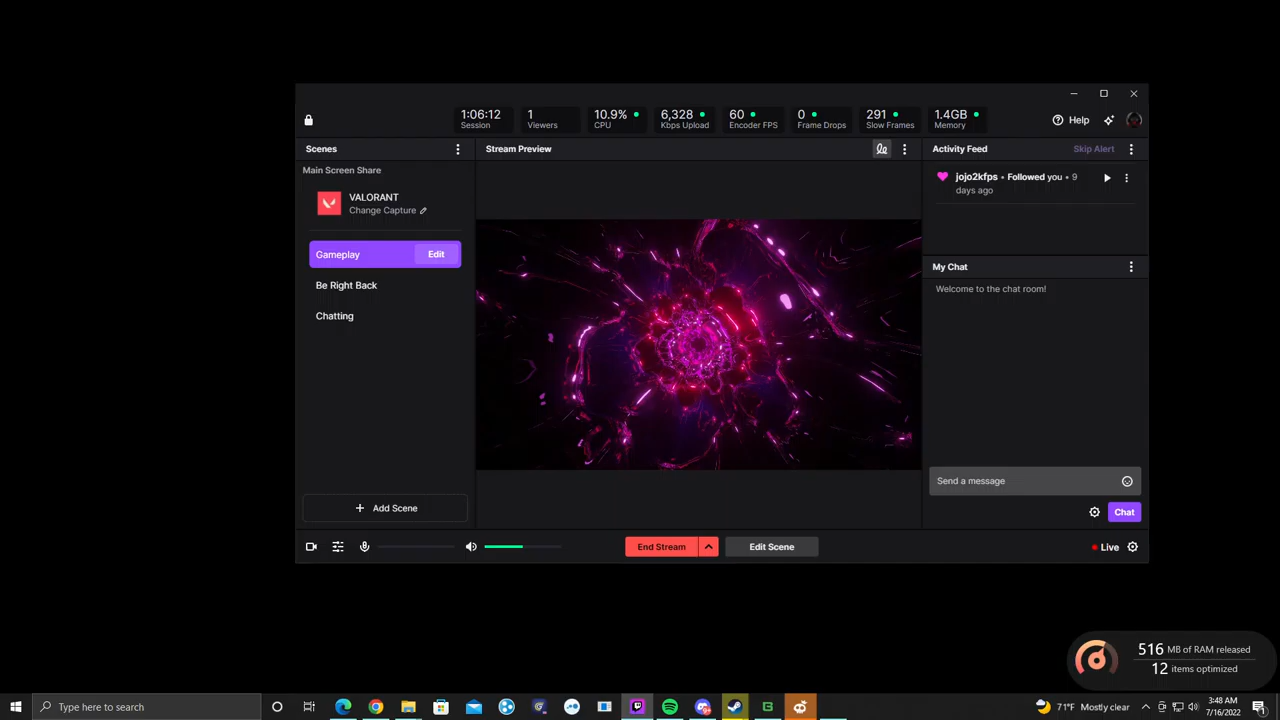 1:06:12
Session
1
Viewers
10.9%
CPU
6,328
Kbps Upload
60
Encoder FPS
0
Frame Drops
291
Slow Frames
1.4GB
Memory
Help
Scenes
Stream Preview
Activity Feed
Skip Alert
Main Screen Share
VALORANT
Change Capture
Gameplay
Edit
Be Right Back
Chatting
Add Scene
jojo2kfps • Followed you • 9
days ago
My Chat
Welcome to the chat room!
Send a message
Chat
End Stream
Edit Scene
Live
516 MB of RAM released
12 items optimized
Type here to search
71°F Mostly clear
3:48 AM
7/16/2022
1